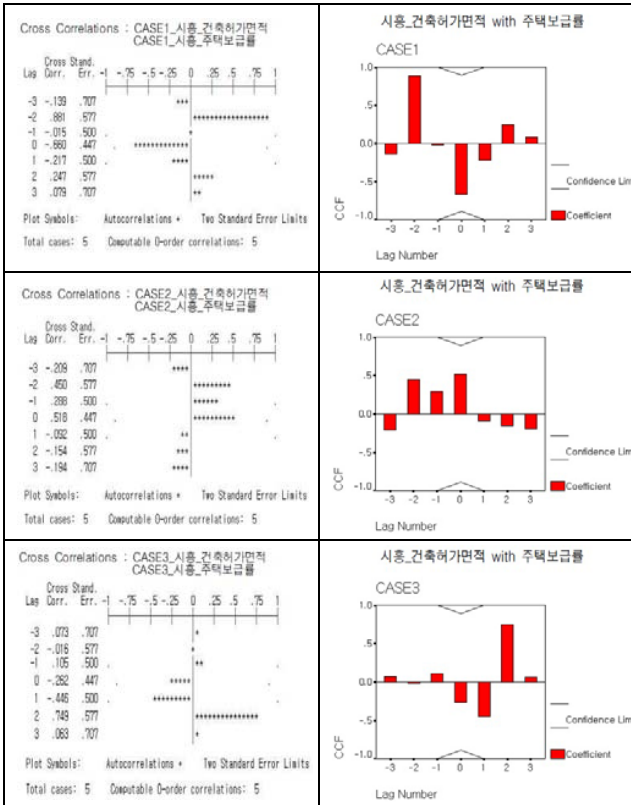 Cross Correlations : CASE1_시흥_건축허가면적
CASE1_시흥_주택보급률
Cross Stand.
Lag Corr. Err. -1 -.75 -.5 -.25 0 .25 .5 .75 1
-3 -.139 .707 ***
-2 .881 .577 ******************
-1 -.015 .500 . * .
0 -.660 .447 . ************* .
1 -.217 .500 . **** .
2 .247 .577 *****
3 .079 .707 **
Plot Symbols: Autocorrelations * Two Standard Error Limits
Total cases: 5 Computable 0-order correlations: 5
시흥_건축허가면적 with 주택보급률
CASE1
1.0
.5
0.0
-.5
-1.0
CCF
-3 -2 -1 0 1 2 3
Lag Number
Confidence Limi
Coefficient
Cross Correlations : CASE2_시흥_건축허가면적
CASE2_시흥_주택보급률
Cross Stand.
Lag Corr. Err. -1 -.75 -.5 -.25 0 .25 .5 .75 1
-3 -.209 .707 ****
-2 .450 .577 *********
-1 .288 .500 . ****** .
0 .518 .447 . ********** .
1 -.092 .500 . ** .
2 -.154 .577 ***
3 -.194 .707 ****
Plot Symbols: Autocorrelations * Two Standard Error Limits
Total cases: 5 Computable 0-order correlations: 5
시흥_건축허가면적 with 주택보급률
CASE2
1.0
.5
0.0
-.5
-1.0
CCF
-3 -2 -1 0 1 2 3
Lag Number
Confidence Lim
Coefficient
Cross Correlations : CASE3_시흥_건축허가면적
CASE3_시흥_주택보급률
Cross Stand.
Lag Corr. Err. -1 -.75 -.5 -.25 0 .25 .5 .75 1
-3 .073 .707 *
-2 -.016 .577 *
-1 .105 .500 . ** .
0 -.262 .447 . ***** .
1 -.446 .500 . ********* .
2 .749 .577 ***************
3 .063 .707 *
Plot Symbols: Autocorrelations * Two Standard Error Limits
Total cases: 5 Computable 0-order correlations: 5
시흥_건축허가면적 with 주택보급률
CASE3
1.0
.5
0.0
-.5
-1.0
CCF
-3 -2 -1 0 1 2 3
Lag Number
Confidence Limi
Coefficient